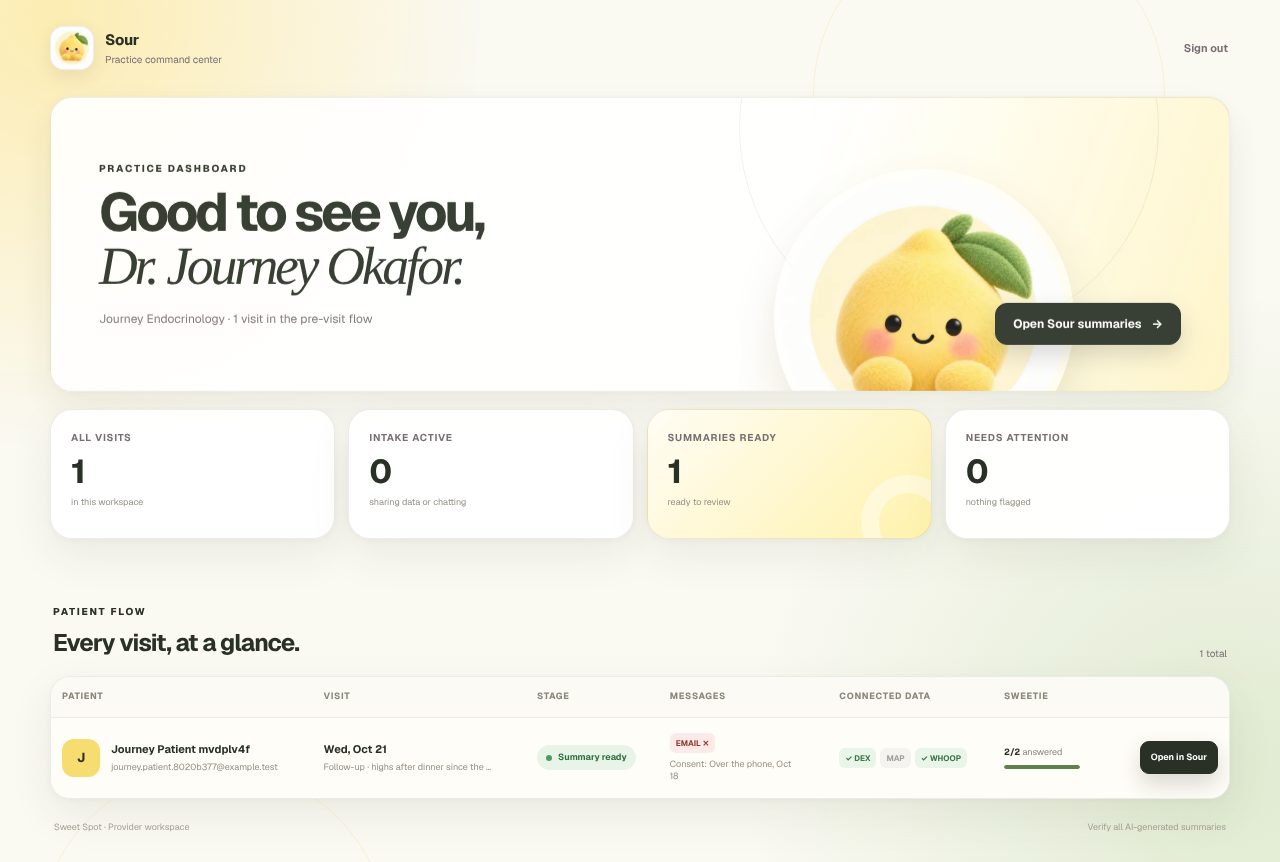 Sour
Practice command center
Sign out
PRACTICE DASHBOARD
Good to see you,
Dr. Journey Okafor.
Journey Endocrinology · 1 visit in the pre-visit flow
Open Sour summaries →
ALL VISITS
1
in this workspace
INTAKE ACTIVE
0
sharing data or chatting
SUMMARIES READY
1
ready to review
NEEDS ATTENTION
0
nothing flagged
PATIENT FLOW
Every visit, at a glance.
1 total
PATIENT VISIT STAGE MESSAGES CONNECTED DATA SWEETIE
J
Journey Patient mvdplv4f
journey.patient.8020b377@example.test
Wed, Oct 21
Follow-up · highs after dinner since the ...
Summary ready
EMAIL ✕
Consent: Over the phone, Oct
18
✓ DEX MAP ✓ WHOOP
2/2 answered
Open in Sour
Sweet Spot · Provider workspace
Verify all AI-generated summaries